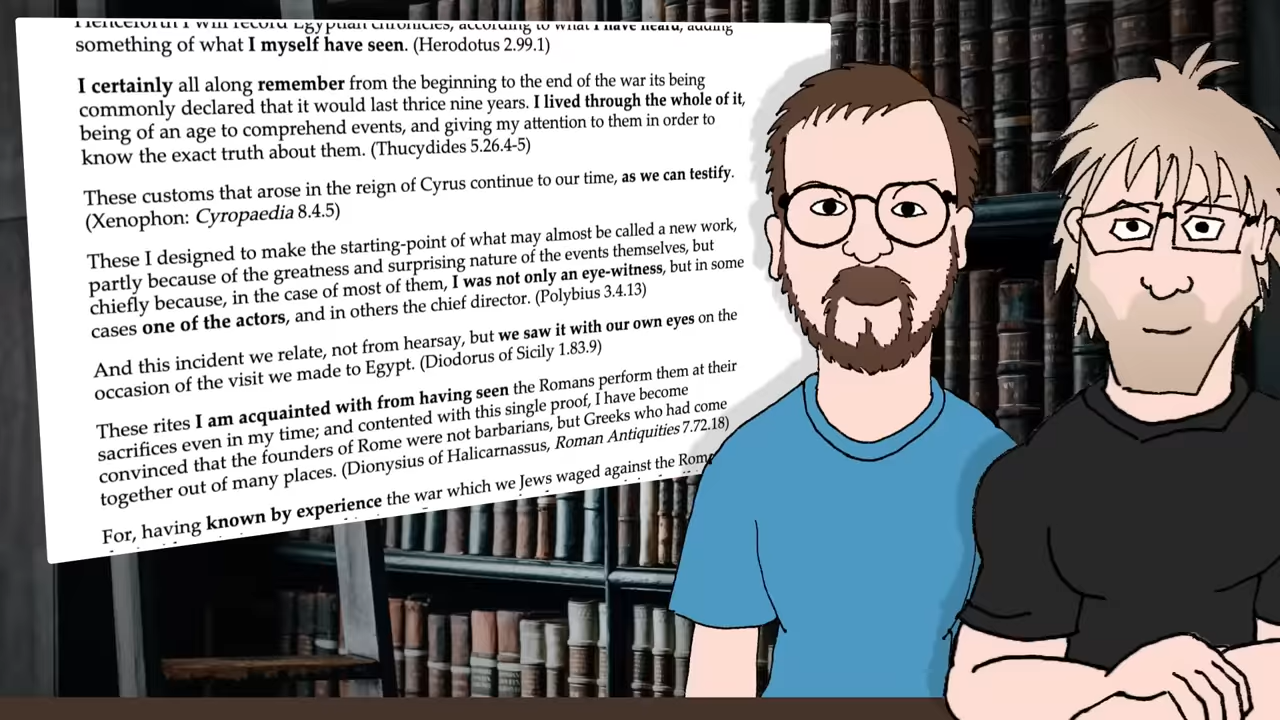 Henceforth I will record Egyptian chronicles, according to what I have heard, adding
something of what I myself have seen. (Herodotus 2.99.1)
I certainly all along remember from the beginning to the end of the war its being
commonly declared that it would last thrice nine years. I lived through the whole of it,
being of an age to comprehend events, and giving my attention to them in order to
know the exact truth about them. (Thucydides 5.26.4-5)
These customs that arose in the reign of Cyrus continue to our time, as we can testify.
(Xenophon: Cyropaedia 8.4.5)
These I designed to make the starting-point of what may almost be called a new work,
partly because of the greatness and surprising nature of the events themselves, but
chiefly because, in the case of most of them, I was not only an eye-witness, but in some
cases one of the actors, and in others the chief director. (Polybius 3.4.13)
And this incident we relate, not from hearsay, but we saw it with our own eyes on the
occasion of the visit we made to Egypt. (Diodorus of Sicily 1.83.9)
These rites I am acquainted with from having seen the Romans perform them at their
sacrifices even in my time; and contented with this single proof, I have become
convinced that the founders of Rome were not barbarians, but Greeks who had come
together out of many places. (Dionysius of Halicarnassus, Roman Antiquities 7.72.18)
For, having known by experience the war which we Jews waged against the Rom